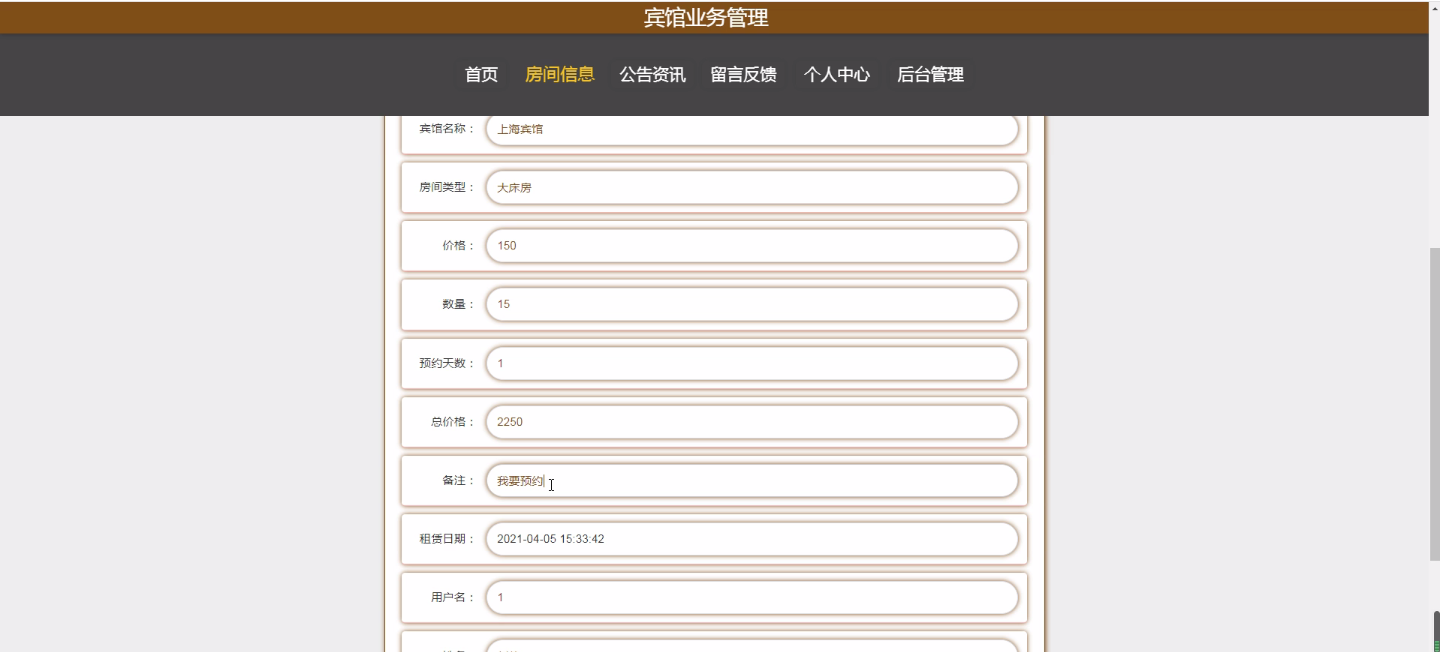 宾馆业务管理
首页 房间信息 公告资讯 留言反馈 个人中心 后台管理
宾馆名称： 上海宾馆
房间类型： 大床房
价格： 150
数量： 15
预约天数： 1
总价格： 2250
备注： 我要预约
租赁日期： 2021-04-05 15:33:42
用户名： 1